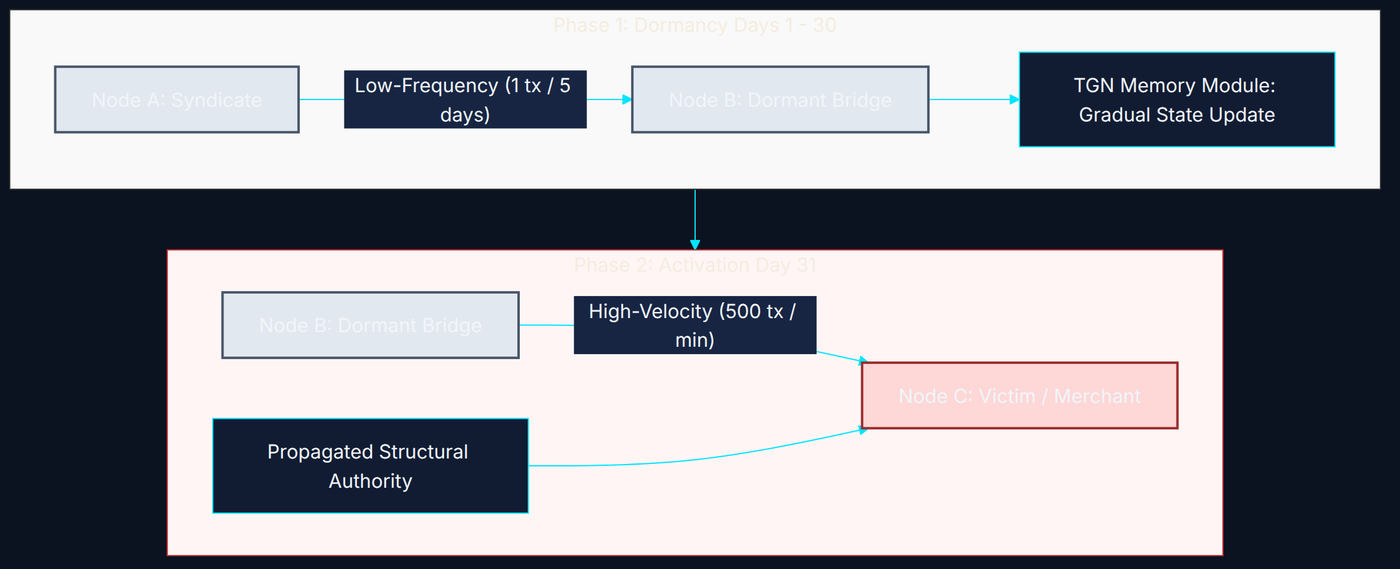 Phase 1: Dormancy Days 1 - 30
Node A: Syndicate
Low-Frequency (1 tx / 5
days)
Node B: Dormant Bridge
TGN Memory Module:
Gradual State Update
Phase 2: Activation Day 31
Node B: Dormant Bridge
High-Velocity (500 tx /
min)
Node C: Victim / Merchant
Propagated Structural
Authority